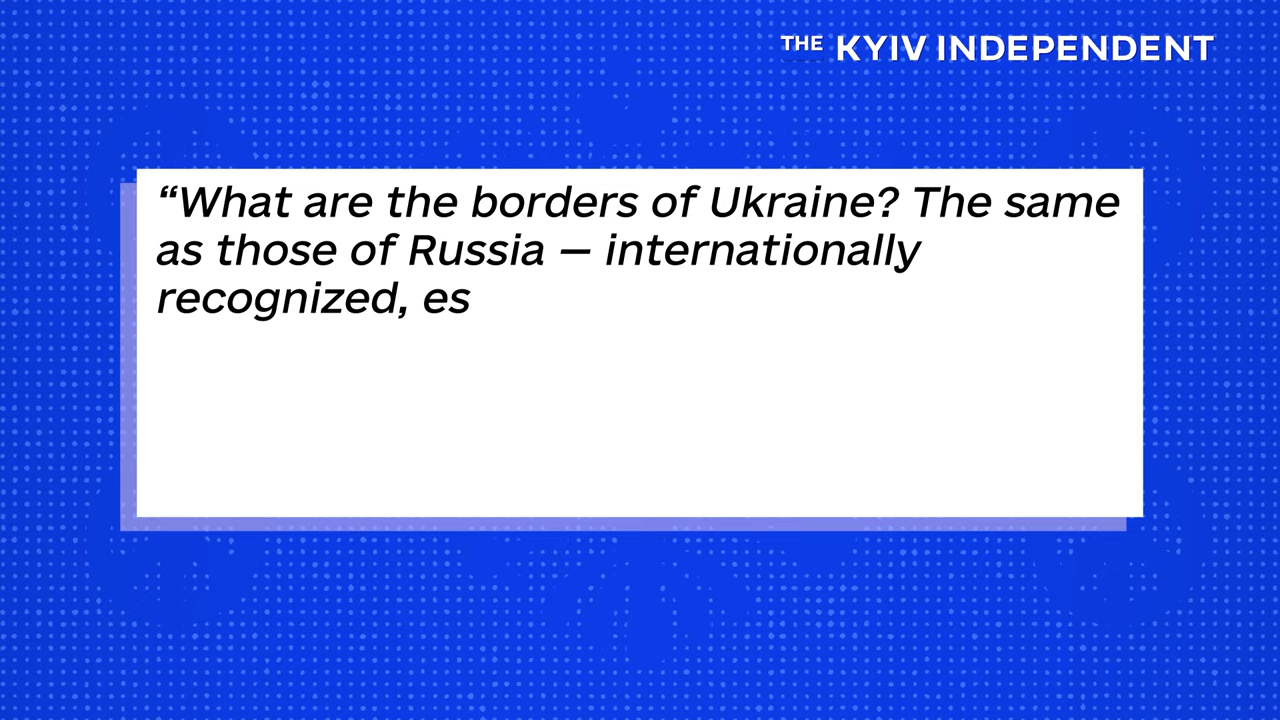 THE KYIV INDEPENDENT
“What are the borders of Ukraine? The same
as those of Russia — internationally
recognized, es